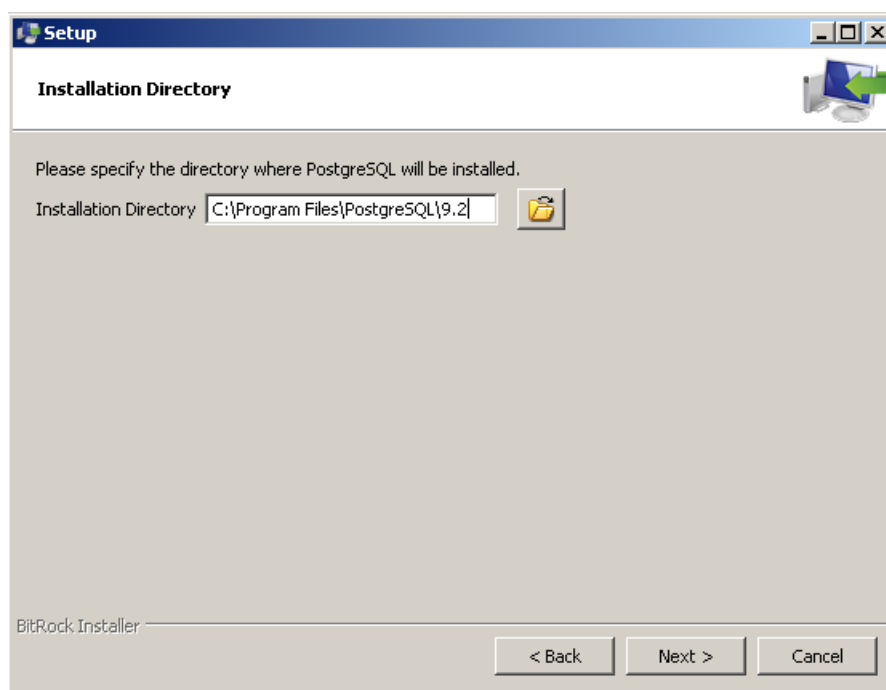 Setup
Installation Directory
Please specify the directory where PostgreSQL will be installed.
Installation Directory C:\Program Files\PostgreSQL\9.2
BitRock Installer
< Back Next > Cancel